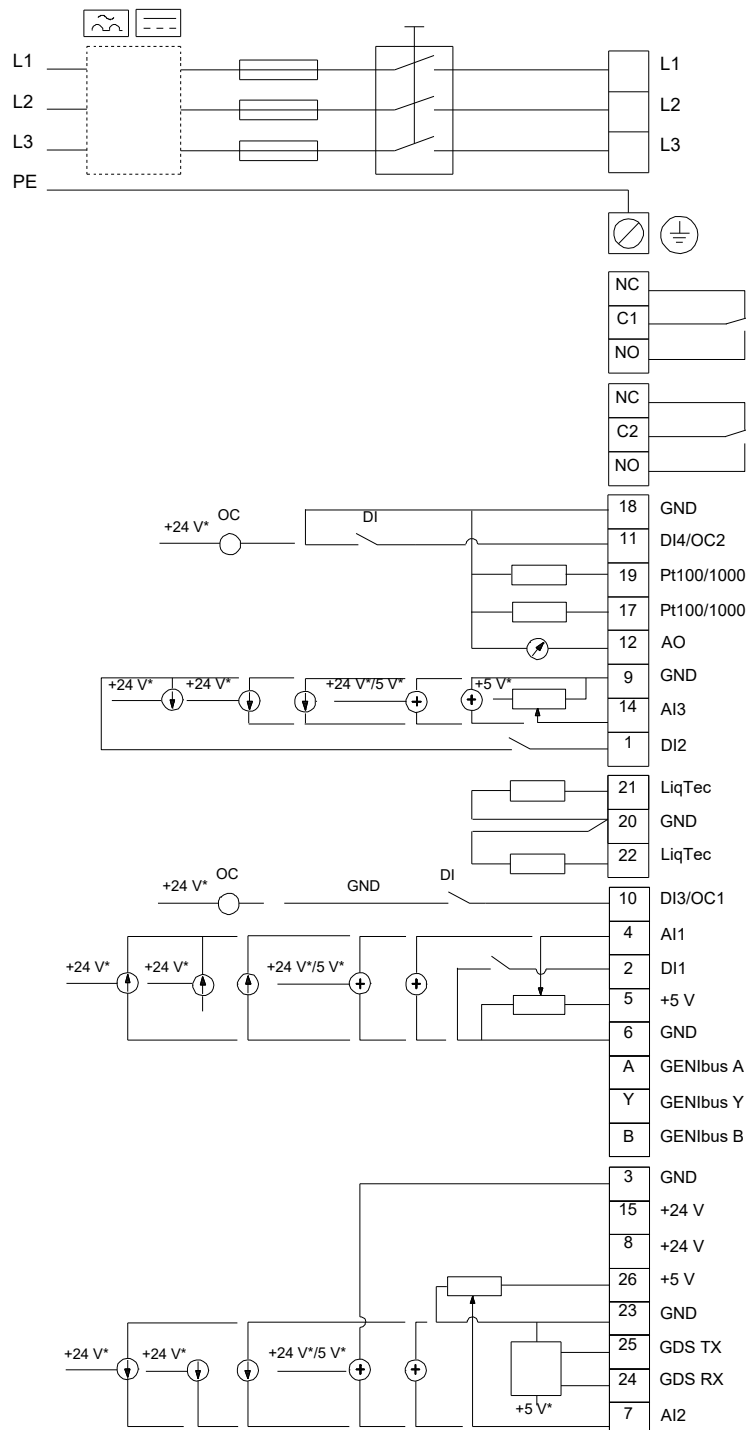 L1 L1
L2 L2
L3 L3
PE
NC
C1
NO
NC
C2
NO
18 GND
+24 V* OC DI 11 DI4/OC2
19 Pt100/1000
17 Pt100/1000
12 AO
9 GND
+24 V* +24 V* +24 V*/5 V* +5 V*
14 AI3
1 DI2
21 LiqTec
20 GND
22 LiqTec
+24 V* OC GND DI 10 DI3/OC1
4 AI1
+24 V* +24 V* +24 V*/5 V* 2 DI1
5 +5 V
6 GND
A GENIbus A
Y GENIbus Y
B GENIbus B
3 GND
15 +24 V
8 +24 V
26 +5 V
23 GND
+24 V* +24 V* +24 V*/5 V* 25 GDS TX
24 GDS RX
+5 V* 7 AI2